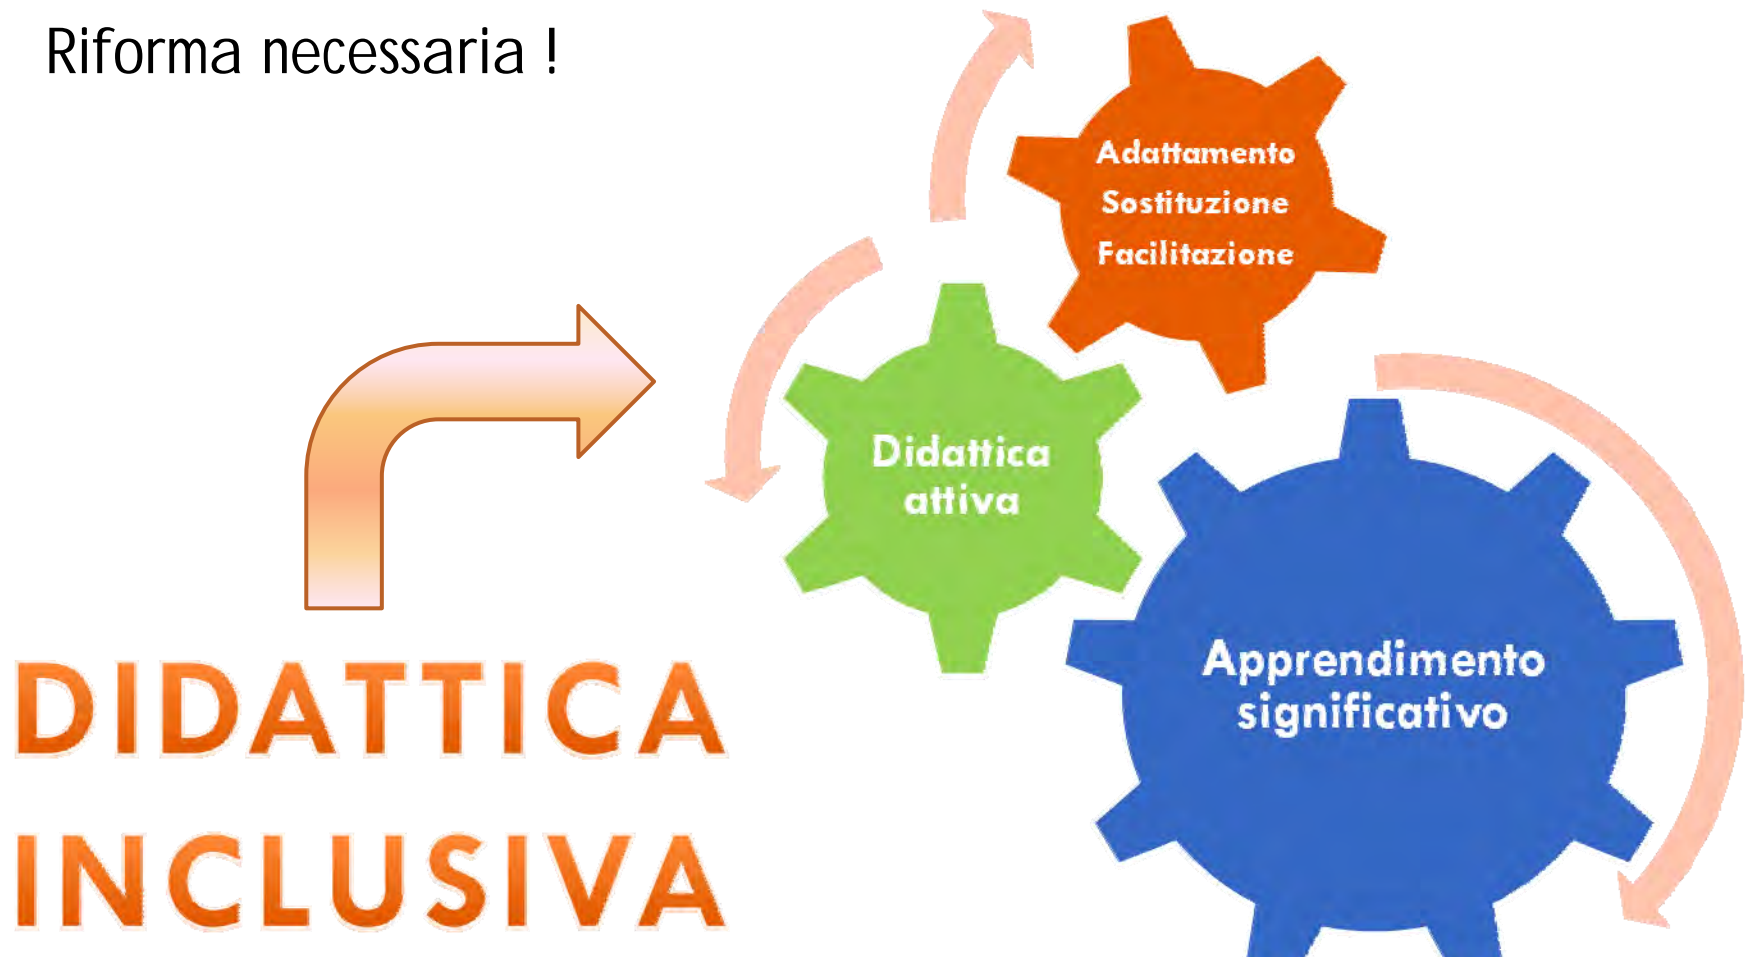 Riforma necessaria !
Adattamento
Sostituzione
Facilitazione
Didattica
attiva
Apprendimento
significativo
DIDATTICA
INCLUSIVA